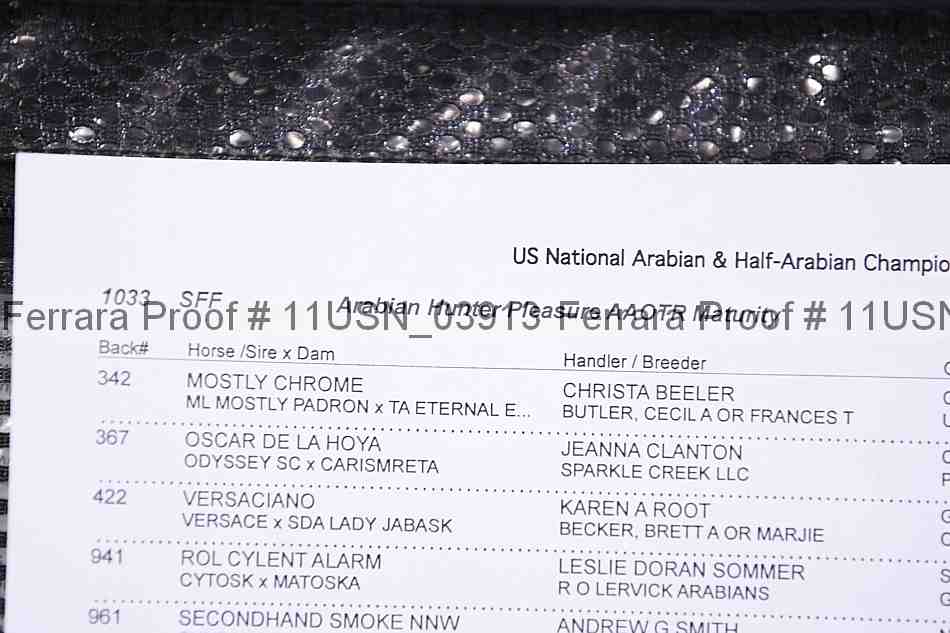 US National Arabian & Half-Arabian Champio
1033 SFF Arabian Hunter Pleasure AAOTR Maturity
Ferrara Proof # 11USN_03913 Ferrara Proof # 11USN
Back# Horse /Sire x Dam Handler / Breeder
342 MOSTLY CHROME CHRISTA BEELER
ML MOSTLY PADRON x TA ETERNAL E... BUTLER, CECIL A OR FRANCES T
367 OSCAR DE LA HOYA JEANNA CLANTON
ODYSSEY SC x CARISMRETA SPARKLE CREEK LLC
422 VERSACIANO KAREN A ROOT
VERSACE x SDA LADY JABASK BECKER, BRETT A OR MARJIE
941 ROL CYLENT ALARM LESLIE DORAN SOMMER
CYTOSK x MATOSKA R O LERVICK ARABIANS
961 SECONDHAND SMOKE NNW ANDREW G SMITH